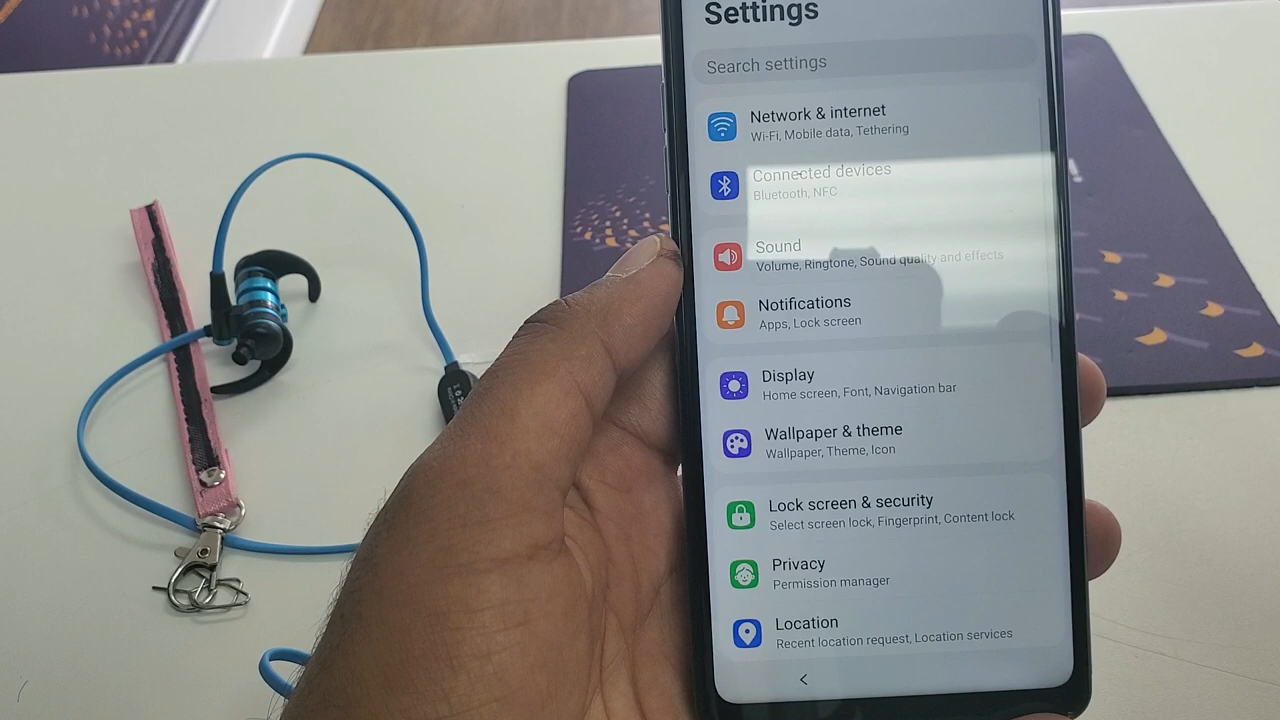 Settings
Search settings
Network & internet
Wi-Fi, Mobile data, Tethering
Connected devices
Bluetooth, NFC
Sound
Volume, Ringtone, Sound quality and effects
Notifications
Apps, Lock screen
Display
Home screen, Font, Navigation bar
Wallpaper & theme
Wallpaper, Theme, Icon
Lock screen & security
Select screen lock, Fingerprint, Content lock
Privacy
Permission manager
Location
Recent location request, Location services